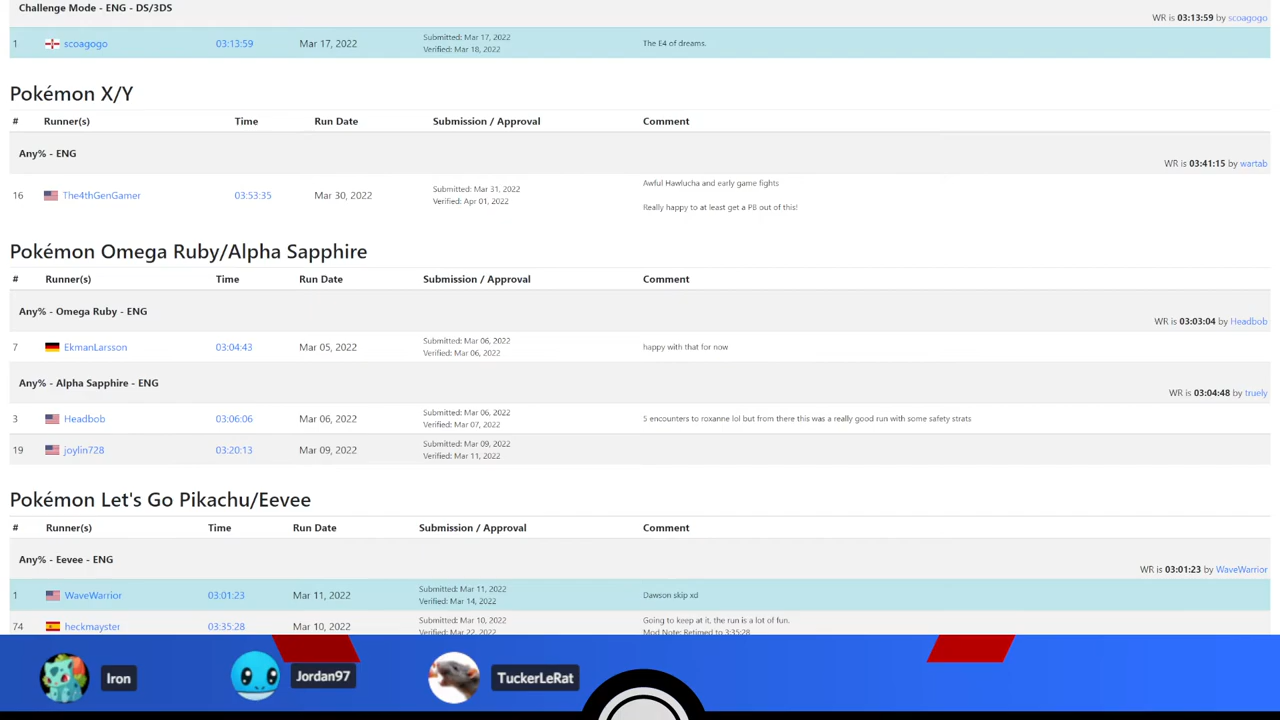 Challenge Mode - ENG - DS/3DS
WR is 03:13:59 by scoagogo
1 scoagogo 03:13:59 Mar 17, 2022 Submitted: Mar 17, 2022 The E4 of dreams.
Verified: Mar 18, 2022
Pokémon X/Y
# Runner(s) Time Run Date Submission / Approval Comment
Any% - ENG
WR is 03:41:15 by wartab
Awful Hawlucha and early game fights
16 The4thGenGamer 03:53:35 Mar 30, 2022 Submitted: Mar 31, 2022
Verified: Apr 01, 2022
Really happy to at least get a PB out of this!
Pokémon Omega Ruby/Alpha Sapphire
# Runner(s) Time Run Date Submission / Approval Comment
Any% - Omega Ruby - ENG
WR is 03:03:04 by Headbob
7 EkmanLarsson 03:04:43 Mar 05, 2022 Submitted: Mar 06, 2022 happy with that for now
Verified: Mar 06, 2022
Any% - Alpha Sapphire - ENG
WR is 03:04:48 by truely
3 Headbob 03:06:06 Mar 06, 2022 Submitted: Mar 06, 2022 5 encounters to roxanne lol but from there this was a really good run with some safety strats
Verified: Mar 07, 2022
19 joylin728 03:20:13 Mar 09, 2022 Submitted: Mar 09, 2022
Verified: Mar 11, 2022
Pokémon Let's Go Pikachu/Eevee
# Runner(s) Time Run Date Submission / Approval Comment
Any% - Eevee - ENG
WR is 03:01:23 by WaveWarrior
1 WaveWarrior 03:01:23 Mar 11, 2022 Submitted: Mar 11, 2022 Dawson skip xd
Verified: Mar 14, 2022
74 heckmayster 03:35:28 Mar 10, 2022 Submitted: Mar 10, 2022 Going to keep at it, the run is a lot of fun.
Verified: Mar 22, 2022 Mod Note: Retimed to 3:35:28
Iron Jordan97 TuckerLeRat